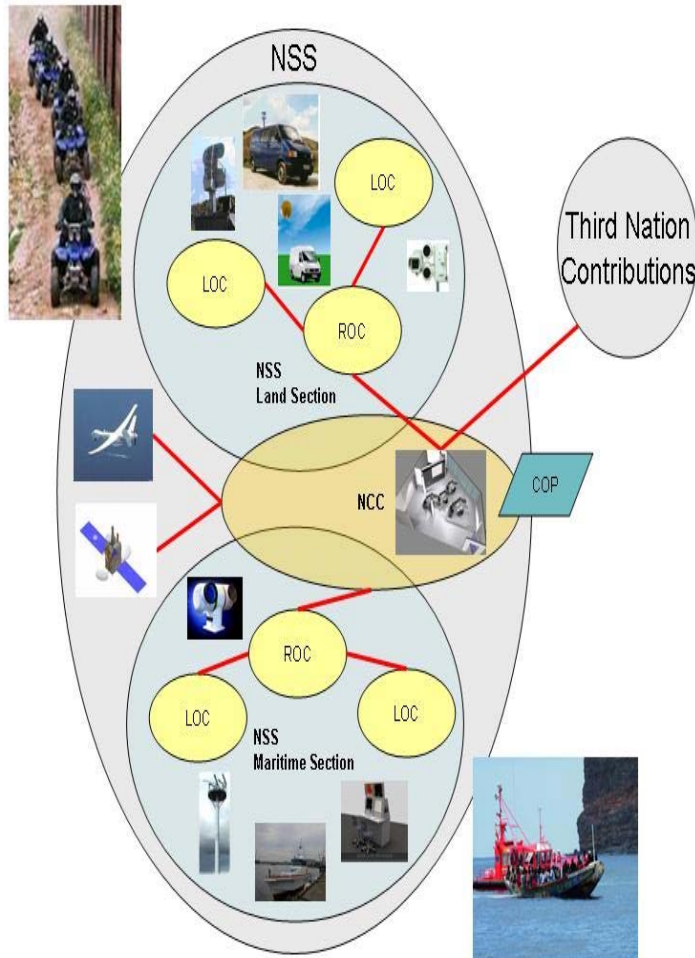 NSS
LOC
LOC
ROC
NSS
Land Section
Third Nation
Contributions
NCC
COP
ROC
LOC
LOC
NSS
Maritime Section